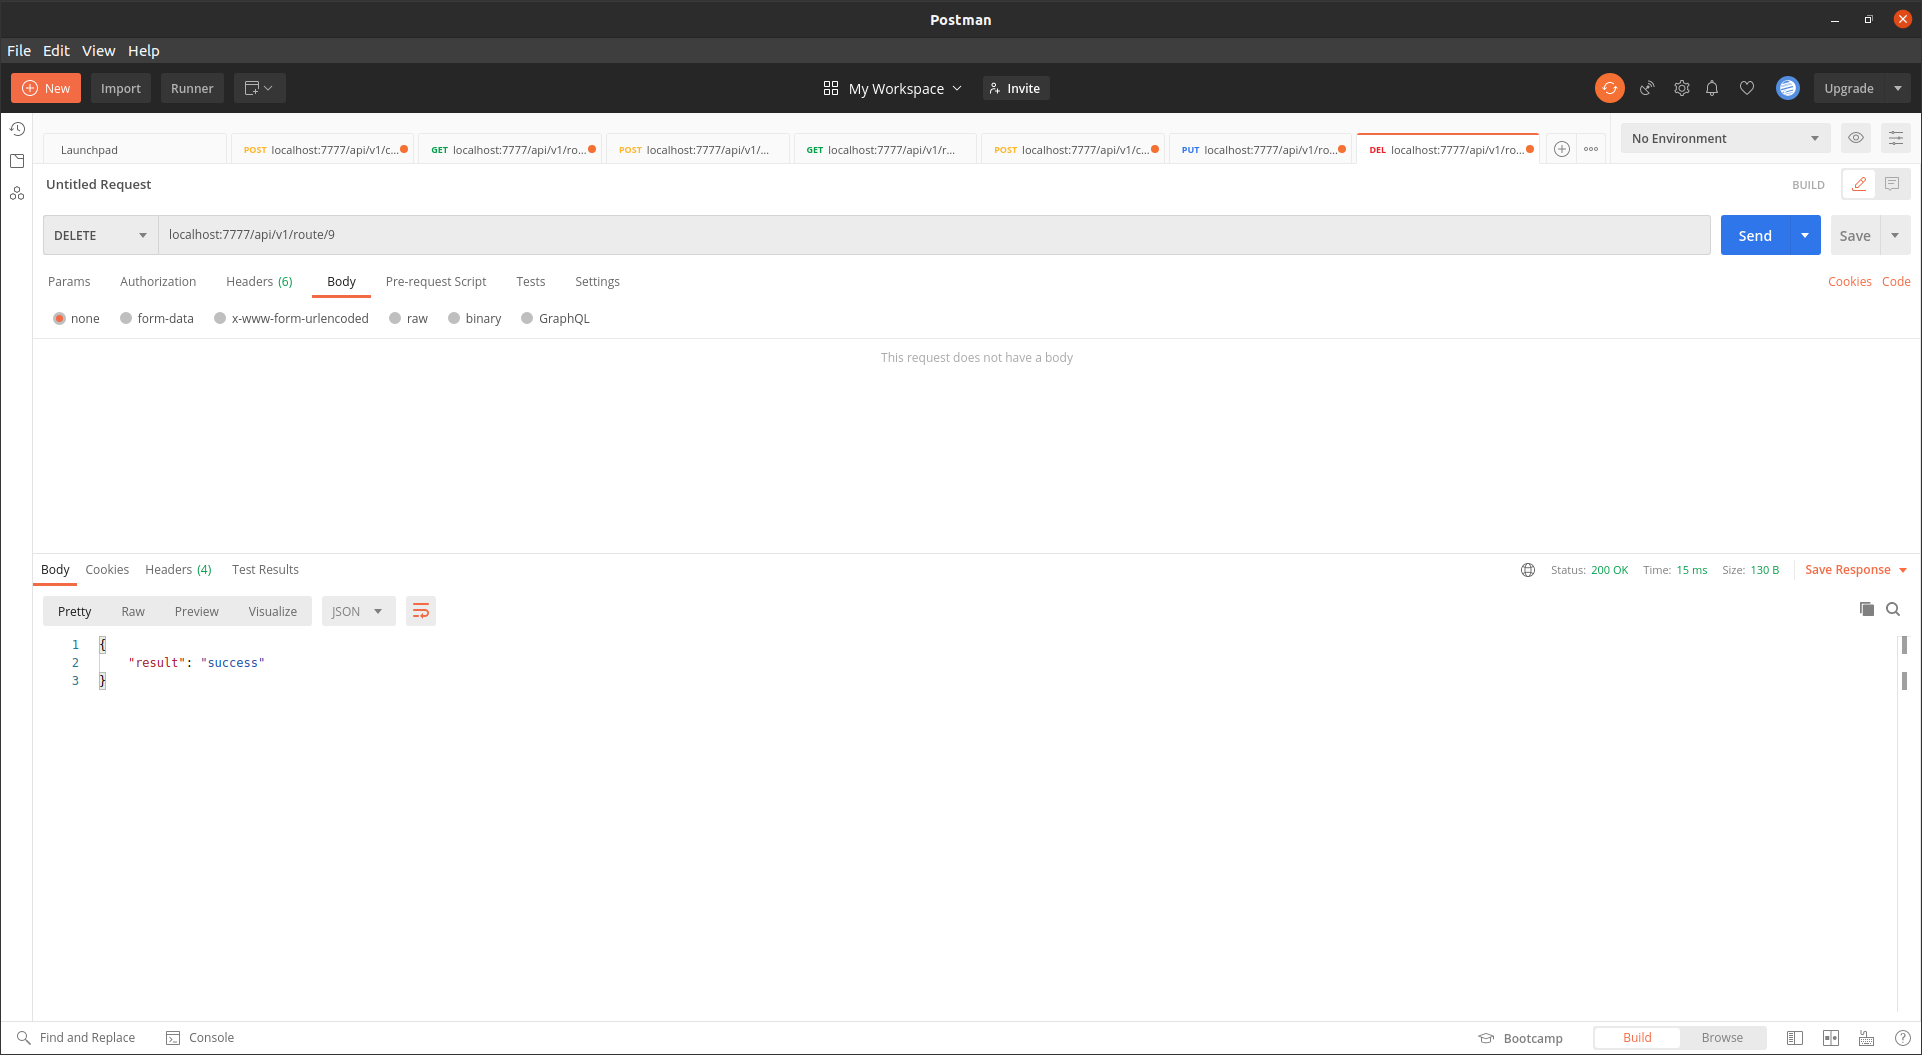 Postman
File Edit View Help
New Import Runner My Workspace Invite Upgrade
Launchpad POST localhost:7777/api/v1/c... GET localhost:7777/api/v1/ro... POST localhost:7777/api/v1/... GET localhost:7777/api/v1/r... POST localhost:7777/api/v1/c... PUT localhost:7777/api/v1/ro... DEL localhost:7777/api/v1/ro... No Environment
Untitled Request BUILD
DELETE localhost:7777/api/v1/route/9 Send Save
Params Authorization Headers (6) Body Pre-request Script Tests Settings Cookies Code
none form-data x-www-form-urlencoded raw binary GraphQL
This request does not have a body
Body Cookies Headers (4) Test Results Status: 200 OK Time: 15 ms Size: 130 B Save Response
Pretty Raw Preview Visualize JSON
1 {
2 "result": "success"
3 }
Find and Replace Console Bootcamp Build Browse